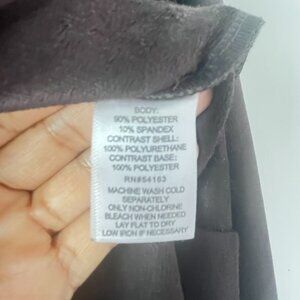 BODY:
90% POLYESTER
10% SPANDEX
CONTRAST SHELL:
100% POLYURETHANE
CONTRAST BASE:
100% POLYESTER
RN#54163
MACHINE WASH COLD
SEPARATELY
ONLY NON-CHLORINE
BLEACH WHEN NEEDED
LAY FLAT TO DRY
LOW IRON IF NECESSARY